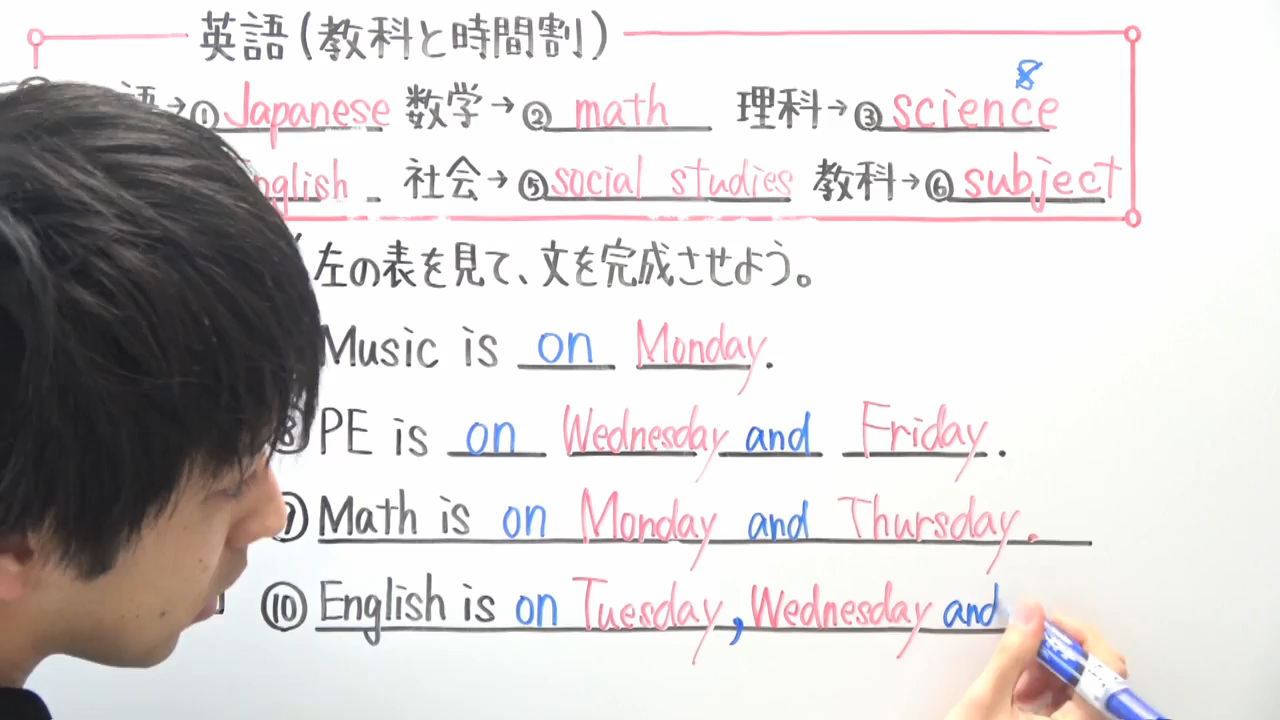 英語(教科と時間割)
語→①Japanese 数学→② math 理科→③science
nglish 社会→⑤social studies 教科→⑥subject
左の表を見て、文を完成させよう。
Music is on Monday.
⑧PE is on Wednesday and Friday.
Math is on Monday and Thursday.
⑩English is on Tuesday, Wednesday and